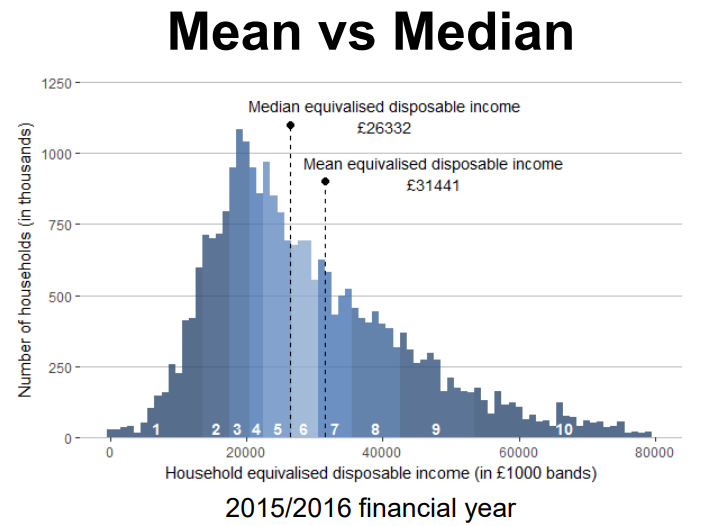 Mean vs Median
1250
Median equivalised disposable income
£26332
1000
Mean equivalised disposable income
£31441
750
500
250
0
Number of households (in thousands)
1 2 3 4 5 6 7 8 9 10
0 20000 40000 60000 80000
Household equivalised disposable income (in £1000 bands)
2015/2016 financial year